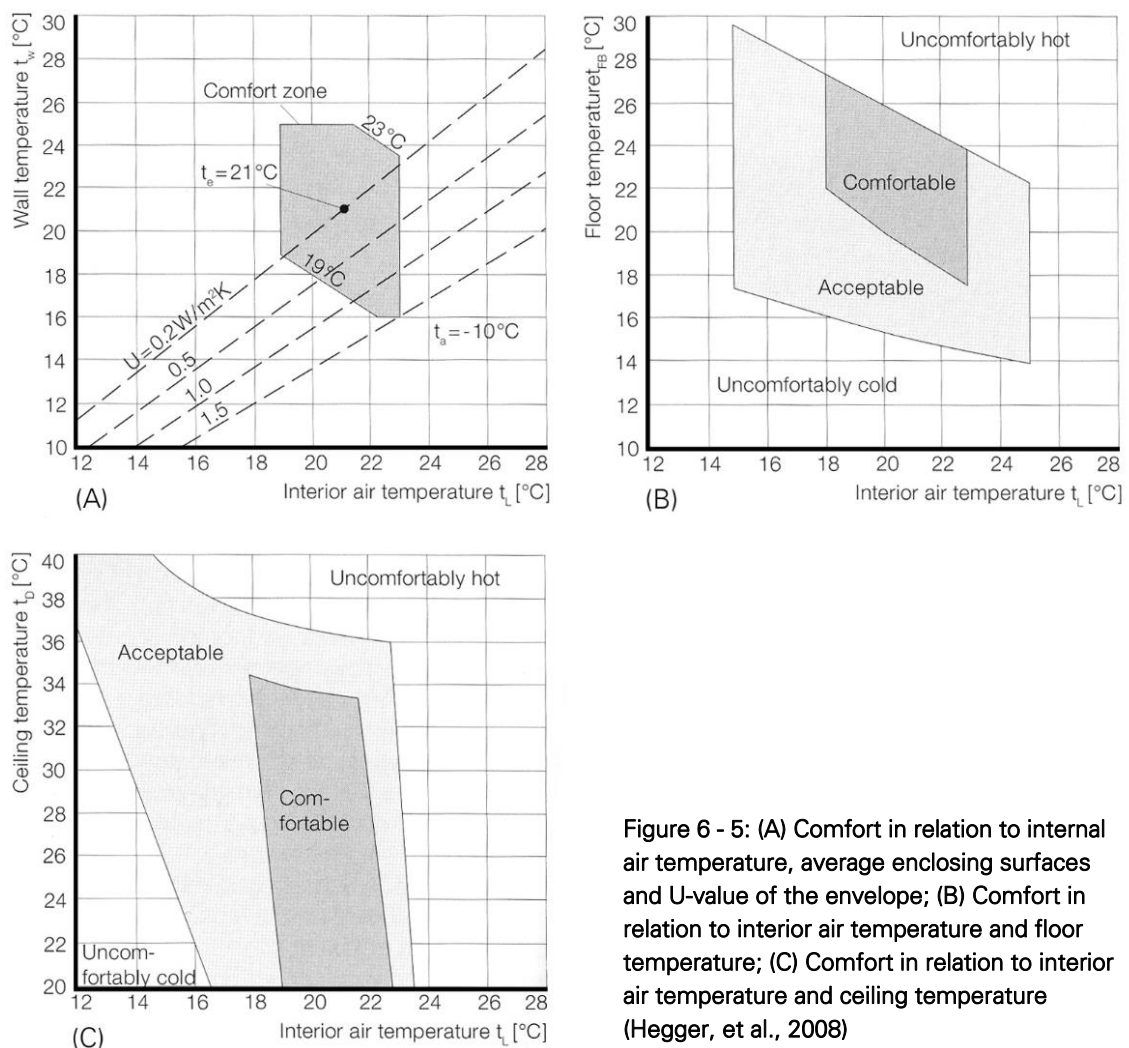 Wall temperature t_w [°C]
30
28
26
24
22
20
18
16
14
12
10
Comfort zone
23°C
t_e = 21°C
19°C
U=0.2W/m²K
0.5
1.0
1.5
t_a = -10°C
12 14 16 18 20 22 24 26 28
(A) Interior air temperature t_L [°C]
Floor temperature t_FB [°C]
30
28
26
24
22
20
18
16
14
12
10
Uncomfortably hot
Comfortable
Acceptable
Uncomfortably cold
12 14 16 18 20 22 24 26 28
(B) Interior air temperature t_L [°C]
Ceiling temperature t_D [°C]
40
38
36
34
32
30
28
26
24
22
20
Uncomfortably hot
Acceptable
Com-
fortable
Uncom-
fortably cold
12 14 16 18 20 22 24 26 28
(C) Interior air temperature t_L [°C]
Figure 6 - 5: (A) Comfort in relation to internal
air temperature, average enclosing surfaces
and U-value of the envelope; (B) Comfort in
relation to interior air temperature and floor
temperature; (C) Comfort in relation to interior
air temperature and ceiling temperature
(Hegger, et al., 2008)